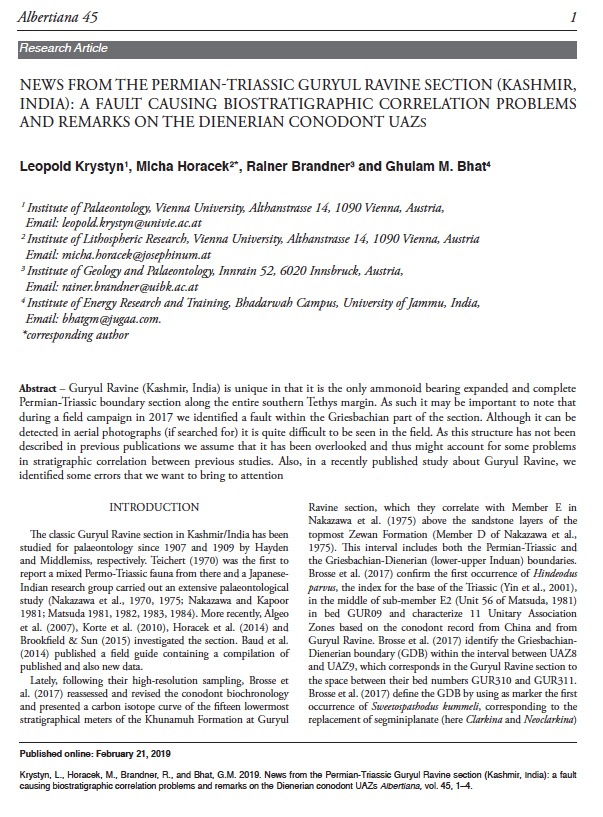 Albertiana 45
1
Research Article
NEWS FROM THE PERMIAN-TRIASSIC GURYUL RAVINE SECTION (KASHMIR,
INDIA): A FAULT CAUSING BIOSTRATIGRAPHIC CORRELATION PROBLEMS
AND REMARKS ON THE DIENERIAN CONODONT UAZs
Leopold Krystyn¹, Micha Horacek²*, Rainer Brandner³ and Ghulam M. Bhat⁴
¹ Institute of Palaeontology, Vienna University, Althanstrasse 14, 1090 Vienna, Austria,
Email: leopold.krystyn@univie.ac.at
² Institute of Lithospheric Research, Vienna University, Althanstrasse 14, 1090 Vienna, Austria
Email: micha.horacek@josephinum.at
³ Institute of Geology and Palaeontology, Innrain 52, 6020 Innsbruck, Austria,
Email: rainer.brandner@uibk.ac.at
⁴ Institute of Energy Research and Training, Bhadarwah Campus, University of Jammu, India,
Email: bhatgm@jugaa.com.
*corresponding author
Abstract – Guryul Ravine (Kashmir, India) is unique in that it is the only ammonoid bearing expanded and complete
Permian-Triassic boundary section along the entire southern Tethys margin. As such it may be important to note that
during a field campaign in 2017 we identified a fault within the Griesbachian part of the section. Although it can be
detected in aerial photographs (if searched for) it is quite difficult to be seen in the field. As this structure has not been
described in previous publications we assume that it has been overlooked and thus might account for some problems
in stratigraphic correlation between previous studies. Also, in a recently published study about Guryul Ravine, we
identified some errors that we want to bring to attention
INTRODUCTION
The classic Guryul Ravine section in Kashmir/India has been
studied for palaeontology since 1907 and 1909 by Hayden
and Middlemiss, respectively. Teichert (1970) was the first to
report a mixed Permo-Triassic fauna from there and a Japanese-
Indian research group carried out an extensive palaeontological
study (Nakazawa et al., 1970, 1975; Nakazawa and Kapoor
1981; Matsuda 1981, 1982, 1983, 1984). More recently, Algeo
et al. (2007), Korte et al. (2010), Horacek et al. (2014) and
Brookfield & Sun (2015) investigated the section. Baud et al.
(2014) published a field guide containing a compilation of
published and also new data.
Lately, following their high-resolution sampling, Brosse et
al. (2017) reassessed and revised the conodont biochronology
and presented a carbon isotope curve of the fifteen lowermost
stratigraphical meters of the Khunamuh Formation at Guryul
Ravine section, which they correlate with Member E in
Nakazawa et al. (1975) above the sandstone layers of the
topmost Zewan Formation (Member D of Nakazawa et al.,
1975). This interval includes both the Permian-Triassic and
the Griesbachian-Dienerian (lower-upper Induan) boundaries.
Brosse et al. (2017) confirm the first occurrence of Hindeodus
parvus, the index for the base of the Triassic (Yin et al., 2001),
in the middle of sub-member E2 (Unit 56 of Matsuda, 1981)
in bed GUR09 and characterize 11 Unitary Association
Zones based on the conodont record from China and from
Guryul Ravine. Brosse et al. (2017) identify the Griesbachian-
Dienerian boundary (GDB) within the interval between UAZ8
and UAZ9, which corresponds in the Guryul Ravine section to
the space between their bed numbers GUR310 and GUR311.
Brosse et al. (2017) define the GDB by using as marker the first
occurrence of Sweetospathodus kummeli, corresponding to the
replacement of segminiplanate (here Clarkina and Neoclarkina)
Published online: February 21, 2019
Krystyn, L., Horacek, M., Brandner, R., and Bhat, G.M. 2019. News from the Permian-Triassic Guryul Ravine section (Kashmir, India): a fault
causing biostratigraphic correlation problems and remarks on the Dienerian conodont UAZs Albertiana, vol. 45, 1–4.